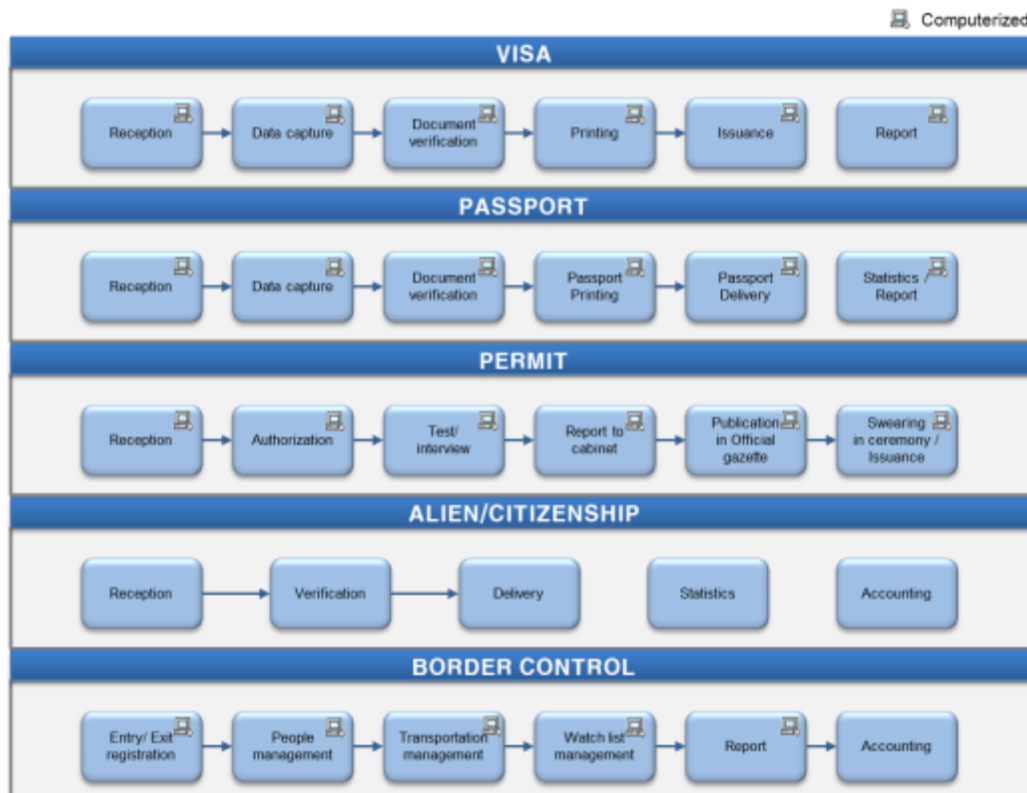 Computerized
VISA
Reception
Data capture
Document
verification
Printing
Issuance
Report
PASSPORT
Reception
Data capture
Document
verification
Passport
Printing
Passport
Delivery
Statistics /
Report
PERMIT
Reception
Authorization
Test/
interview
Report to
cabinet
Publication
in Official
gazette
Swearing
in ceremony /
Issuance
ALIEN/CITIZENSHIP
Reception
Verification
Delivery
Statistics
Accounting
BORDER CONTROL
Entry/ Exit
registration
People
management
Transportation
management
Watch list
management
Report
Accounting